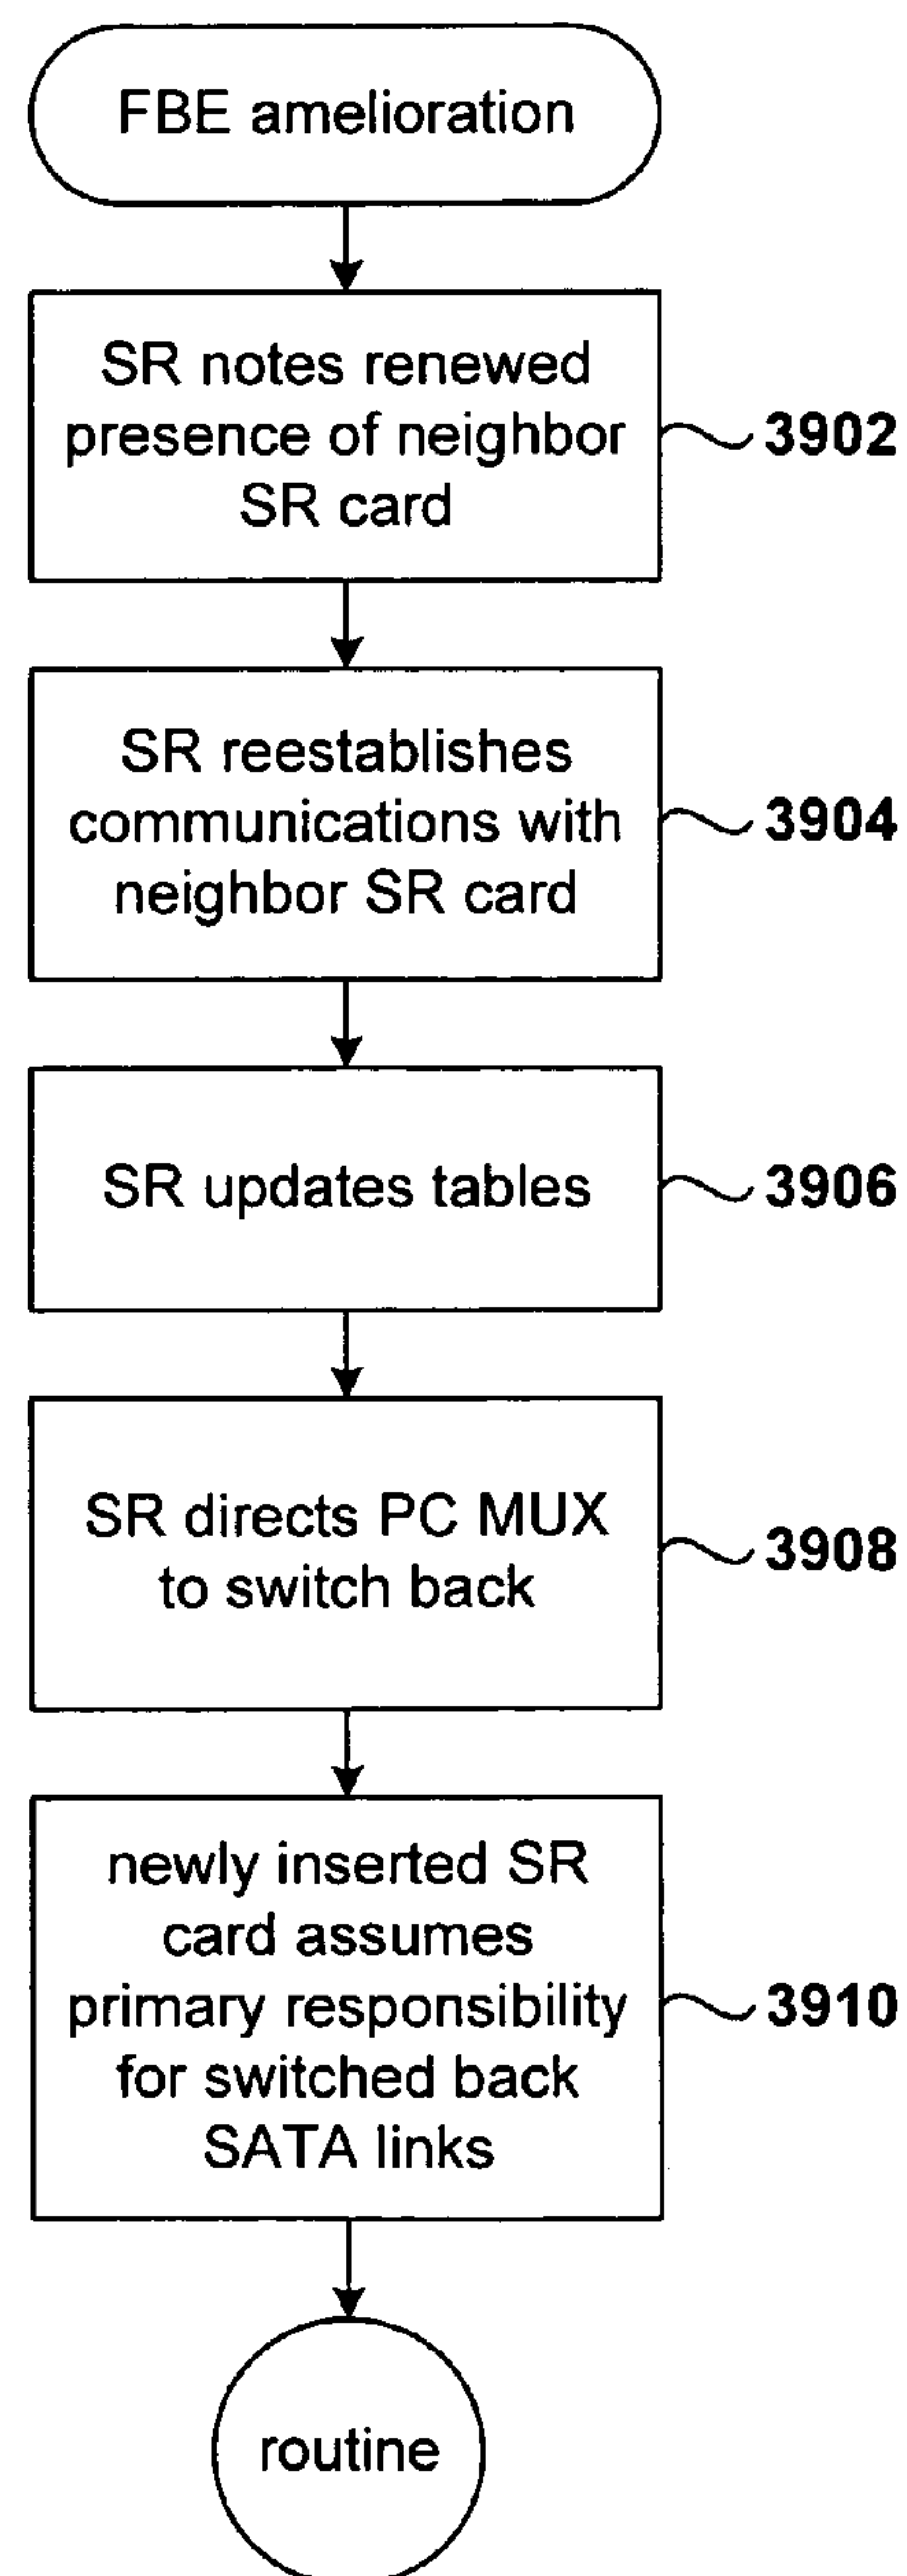 FBE amelioration
SR notes renewed
presence of neighbor
SR card
3902
SR reestablishes
communications with
neighbor SR card
3904
SR updates tables
3906
SR directs PC MUX
to switch back
3908
newly inserted SR
card assumes
primary responsibility
for switched back
SATA links
3910
routine